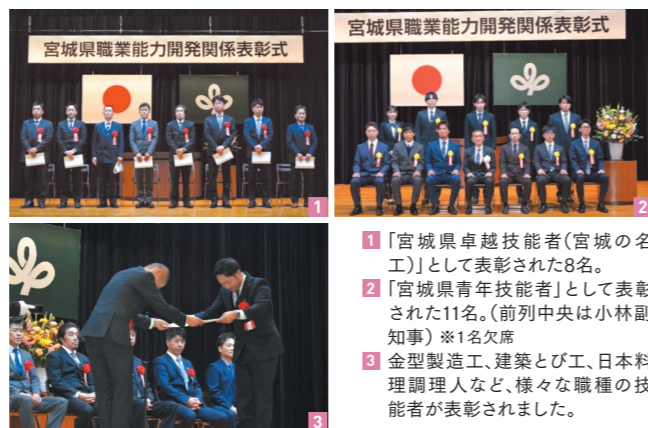 宮城県職業能力開発関係表彰式
1
宮城県職業能力開発関係表彰式
2
3
1 「宮城県卓越技能者(宮城の名
工)」として表彰された8名。
2 「宮城県青年技能者」として表彰
された11名。(前列中央は小林副
知事) ※1名欠席
3 金型製造工、建築とび工、日本料
理調理人など、様々な職種の技
能者が表彰されました。